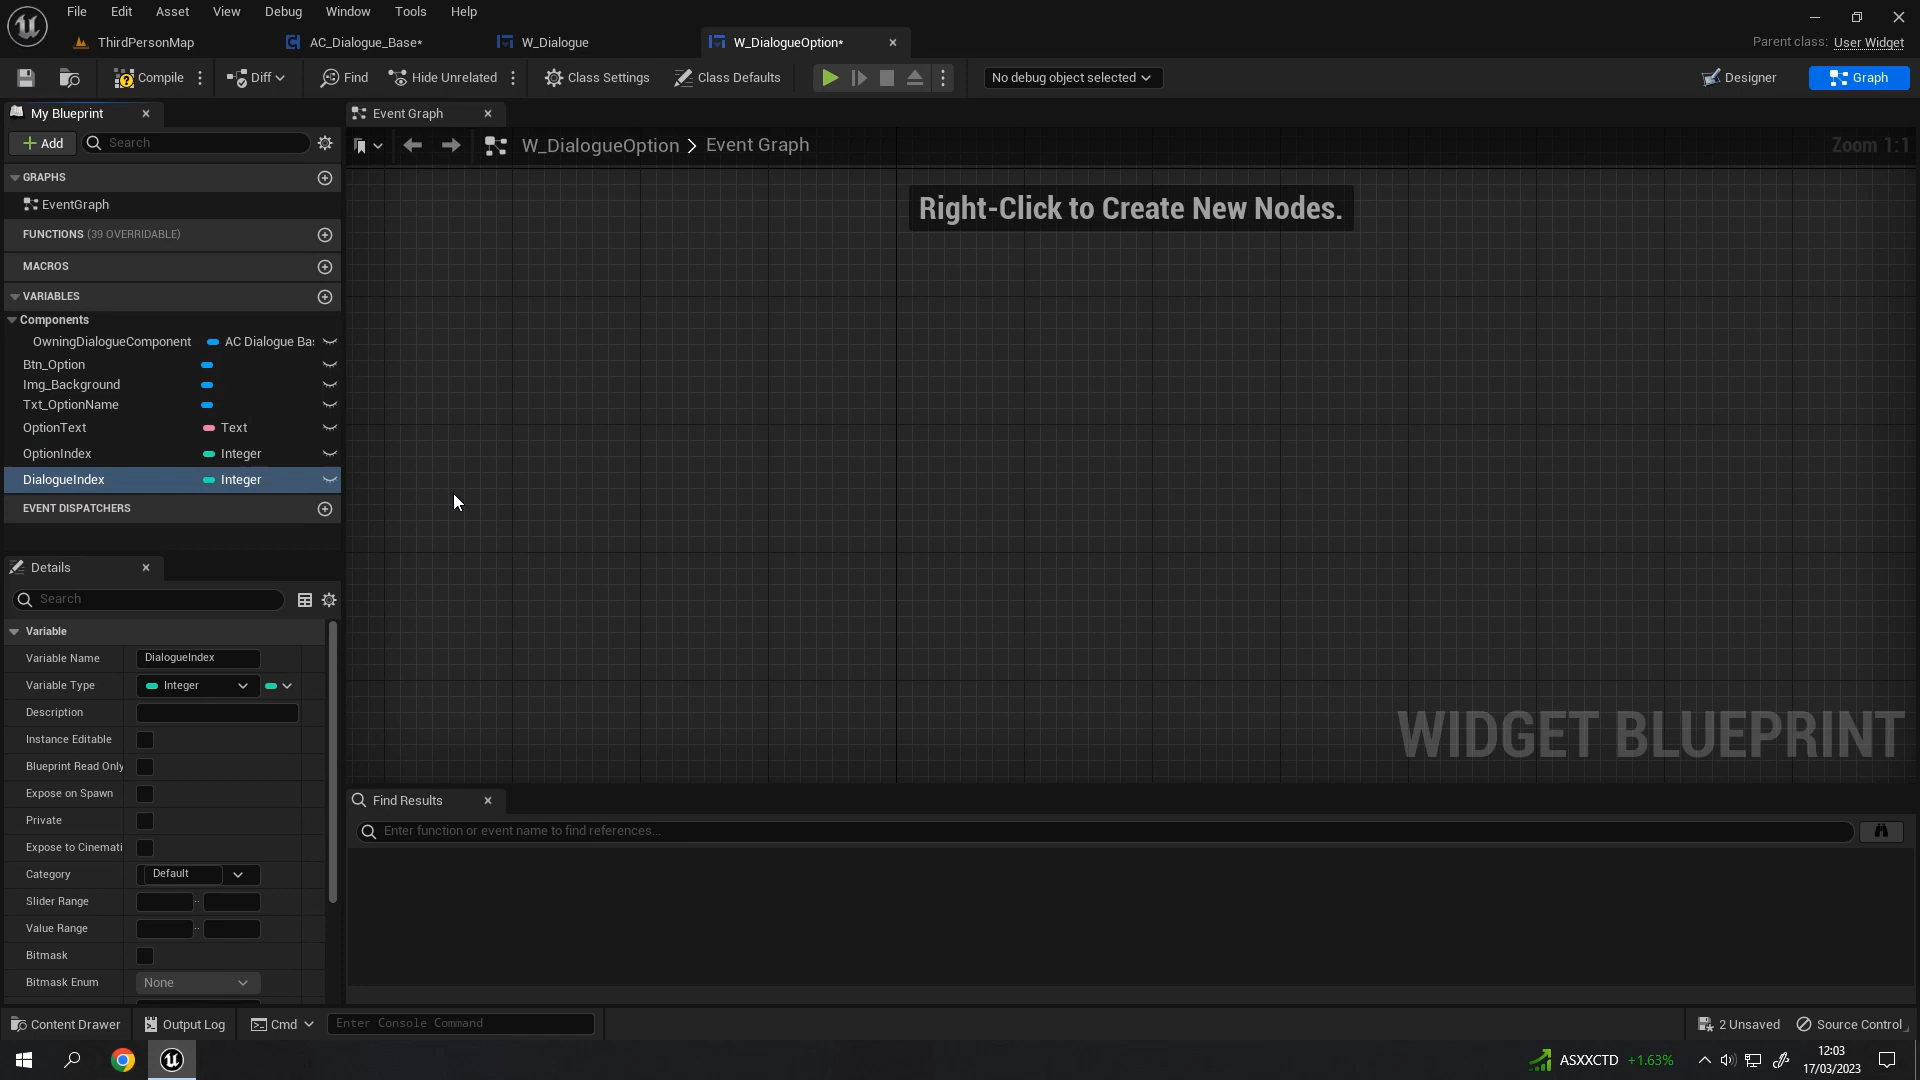 File Edit Asset View Debug Window Tools Help
ThirdPersonMap AC_Dialogue_Base* W_Dialogue W_DialogueOption*
Parent class: User Widget
Compile Diff Find Hide Unrelated Class Settings Class Defaults No debug object selected Designer Graph
My Blueprint
Event Graph
Add Search
W_DialogueOption > Event Graph Zoom 1:1
GRAPHS
EventGraph
FUNCTIONS (39 OVERRIDABLE)
MACROS
VARIABLES
Components
OwningDialogueComponent AC Dialogue Ba
Btn_Option
Img_Background
Txt_OptionName
OptionText Text
OptionIndex Integer
DialogueIndex Integer
EVENT DISPATCHERS
Right-Click to Create New Nodes.
WIDGET BLUEPRINT
Details
Search
Variable
Variable Name DialogueIndex
Variable Type Integer
Description
Instance Editable
Blueprint Read Only
Expose on Spawn
Private
Expose to Cinemati
Category Default
Slider Range
Value Range
Bitmask
Bitmask Enum None
Find Results
Enter function or event name to find references...
Content Drawer Output Log Cmd Enter Console Command 2 Unsaved Source Control
ASXXCTD +1.63% 12:03
17/03/2023